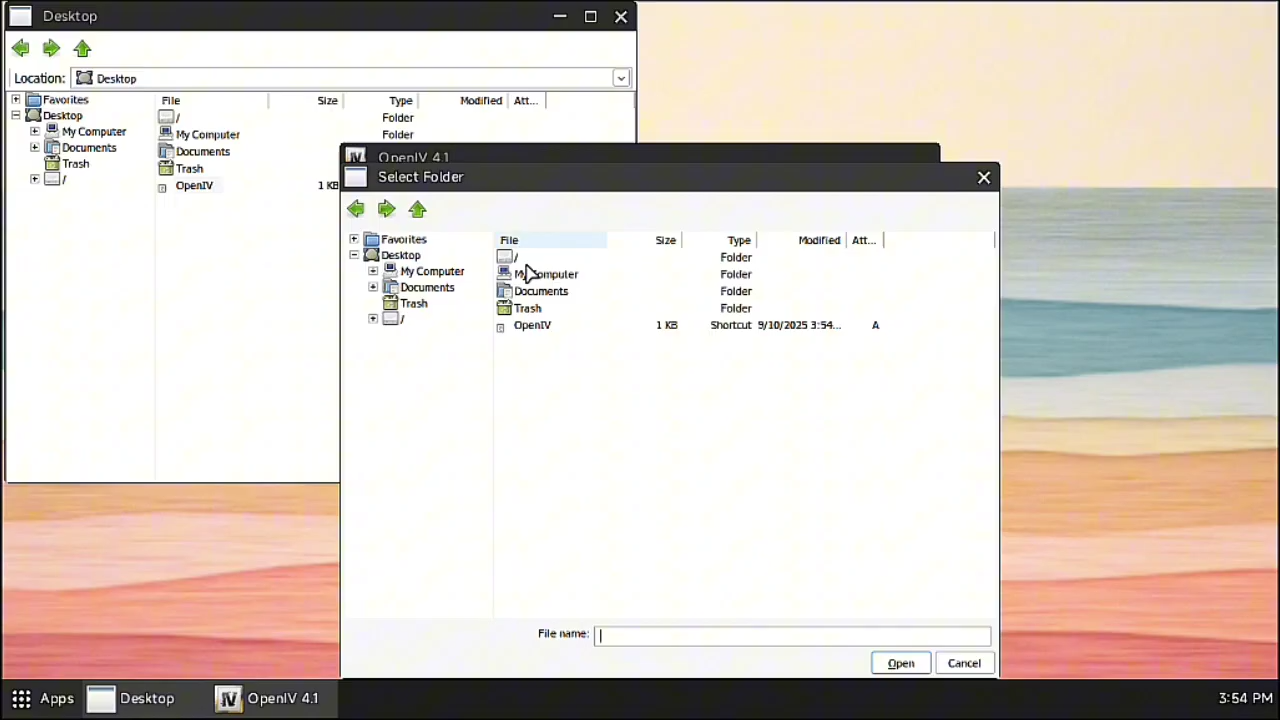 Desktop
Location: Desktop
Favorites
Desktop
My Computer
Documents
Trash
/
File Size Type Modified Att...
/ Folder
My Computer Folder
Documents
Trash
OpenIV 1 KB
OpenIV 4.1
Select Folder
Favorites
Desktop
My Computer
Documents
Trash
/
File Size Type Modified Att...
/ Folder
My Computer Folder
Documents Folder
Trash Folder
OpenIV 1 KB Shortcut 9/10/2025 3:54... A
File name:
Open Cancel
Apps Desktop IV OpenIV 4.1 3:54 PM